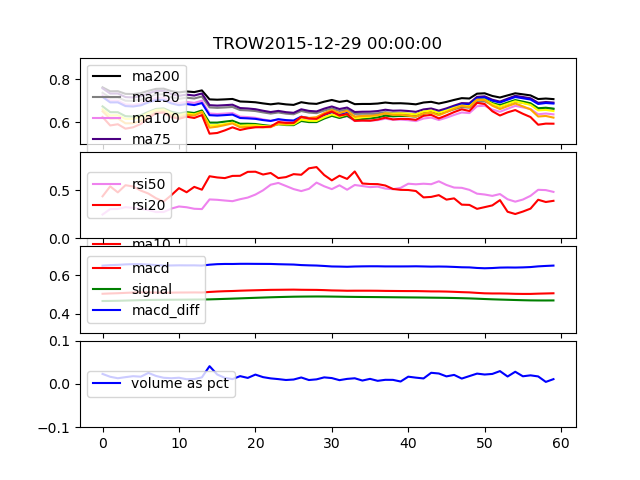 TROW2015-12-29 00:00:00
0.8
0.6
ma200
ma150
ma100
ma75
0.5
0.0
rsi50
rsi20
ma10
0.6
0.4
macd
signal
macd_diff
0.1
0.0
−0.1
volume as pct
0 10 20 30 40 50 60